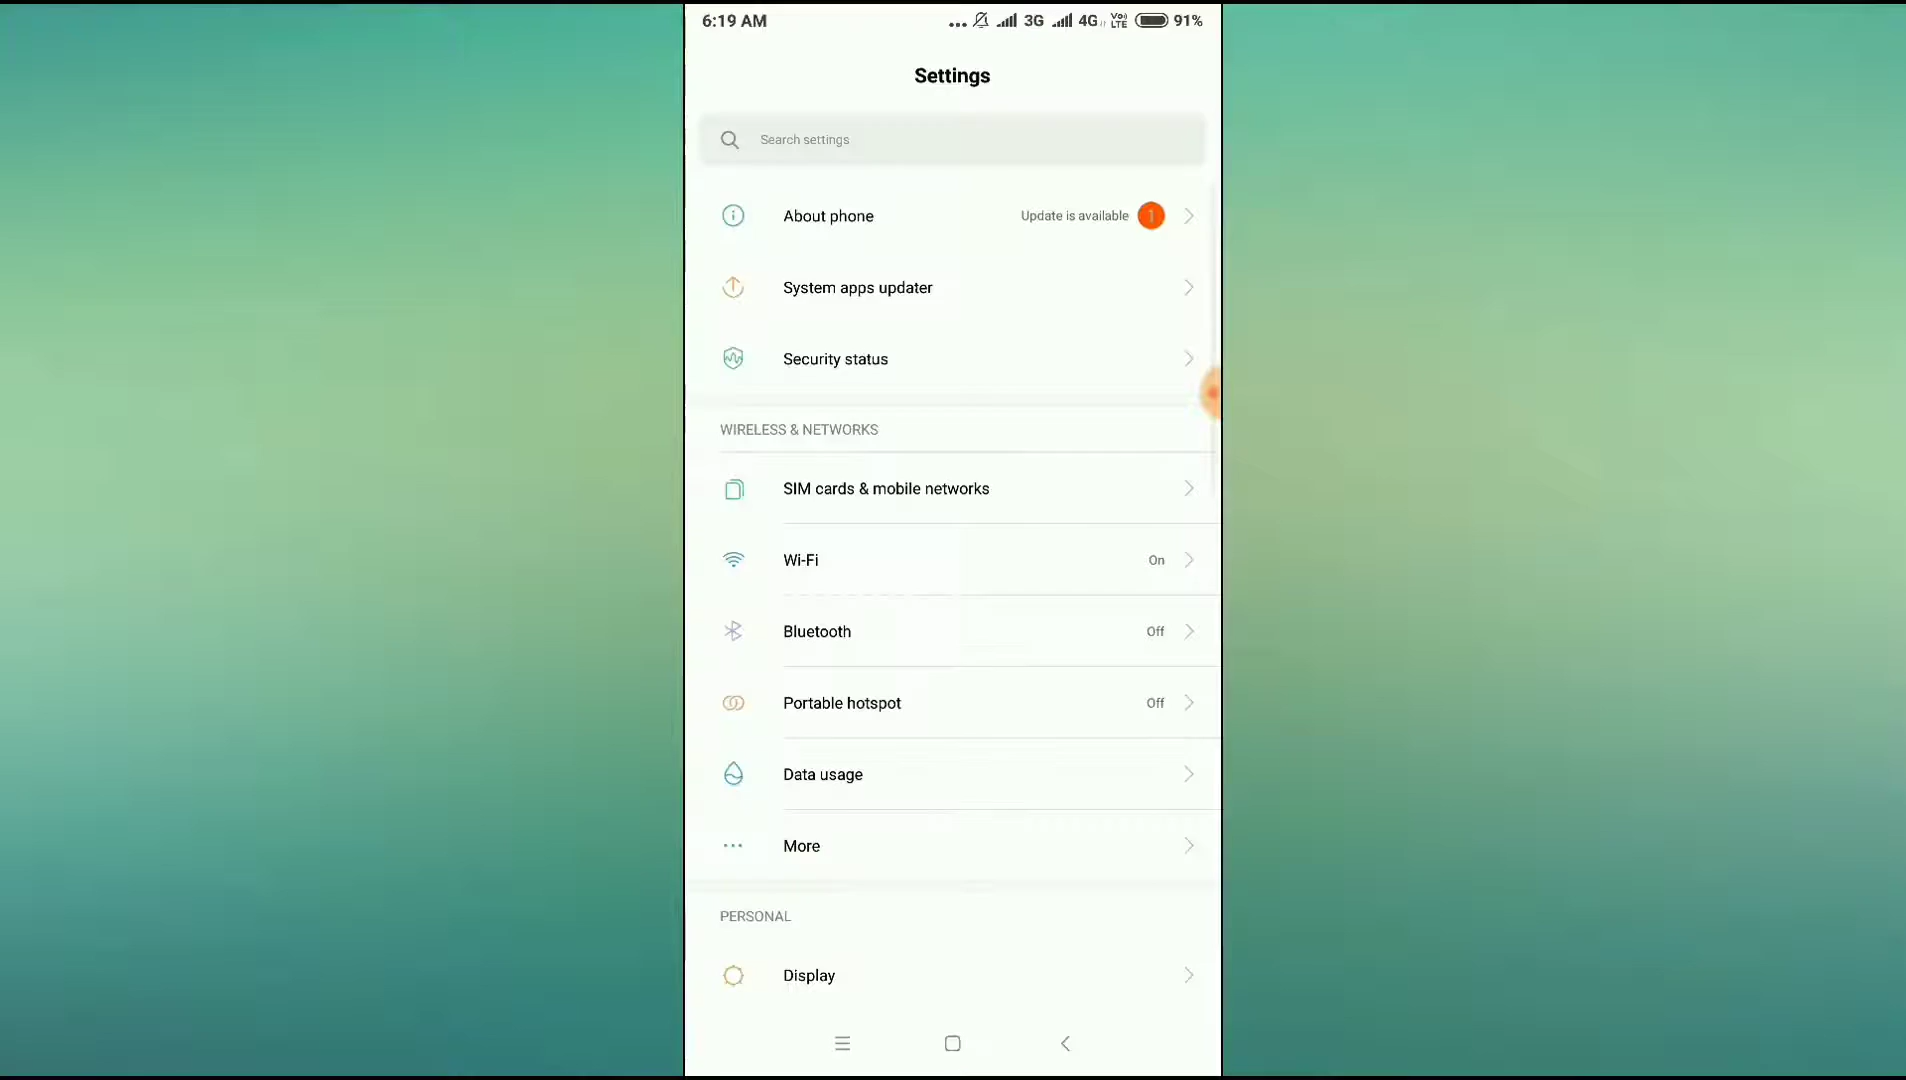 6:19 AM ... 3G 4G Vo) LTE 91%
Settings
Search settings
About phone Update is available 1
System apps updater
Security status
WIRELESS & NETWORKS
SIM cards & mobile networks
Wi-Fi On
Bluetooth Off
Portable hotspot Off
Data usage
More
PERSONAL
Display